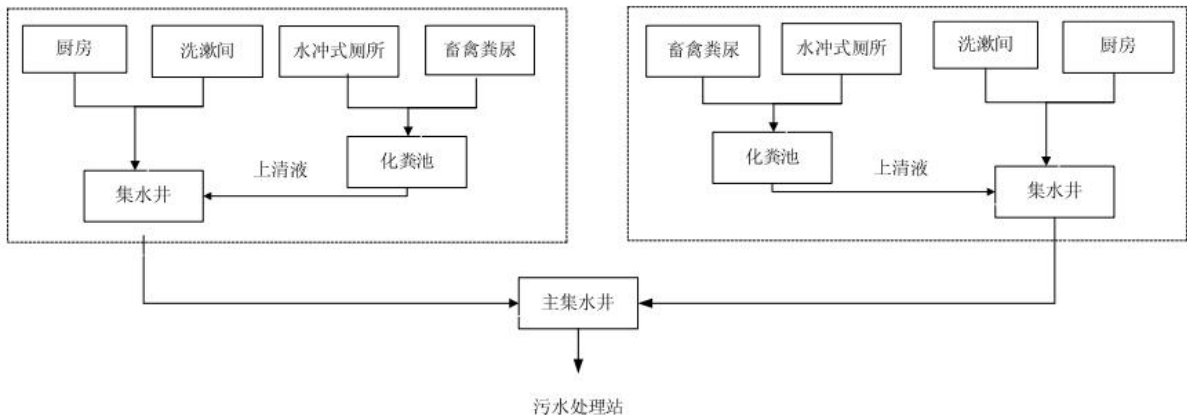 厨房
洗漱间
水冲式厕所
畜禽粪尿
化粪池
上清液
集水井
畜禽粪尿
水冲式厕所
洗漱间
厨房
化粪池
上清液
集水井
主集水井
污水处理站